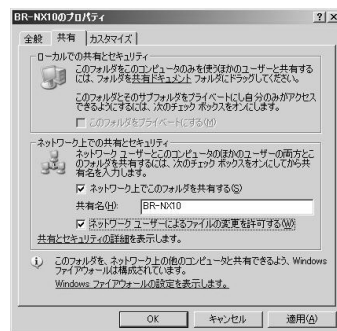 BR-NX10のプロパティ
? ×
全般 共有 カスタマイズ
ローカルでの共有とセキュリティ
このフォルダをこのコンピュータのみを使うほかのユーザーと共有する
には、フォルダを共有ドキュメント フォルダにドラッグしてください。
このフォルダとそのサブフォルダをプライベートにし自分のみがアクセス
できるようにするには、次のチェック ボックスをオンにします。
このフォルダをプライベートにする(M)
ネットワーク上での共有とセキュリティ
ネットワーク ユーザーとこのコンピュータのほかのユーザーの両方とこ
のフォルダを共有するには、次のチェック ボックスをオンにしてから共
有名を入力します。
ネットワーク上でこのフォルダを共有する(S)
共有名(H): BR-NX10
ネットワーク ユーザーによるファイルの変更を許可する(W)
共有とセキュリティの詳細を表示します。
このフォルダを、ネットワーク上の他のコンピュータと共有できるよう、Windows
ファイアウォールは構成されています。
Windows ファイアウォールの設定を表示します。
OK キャンセル 適用(A)